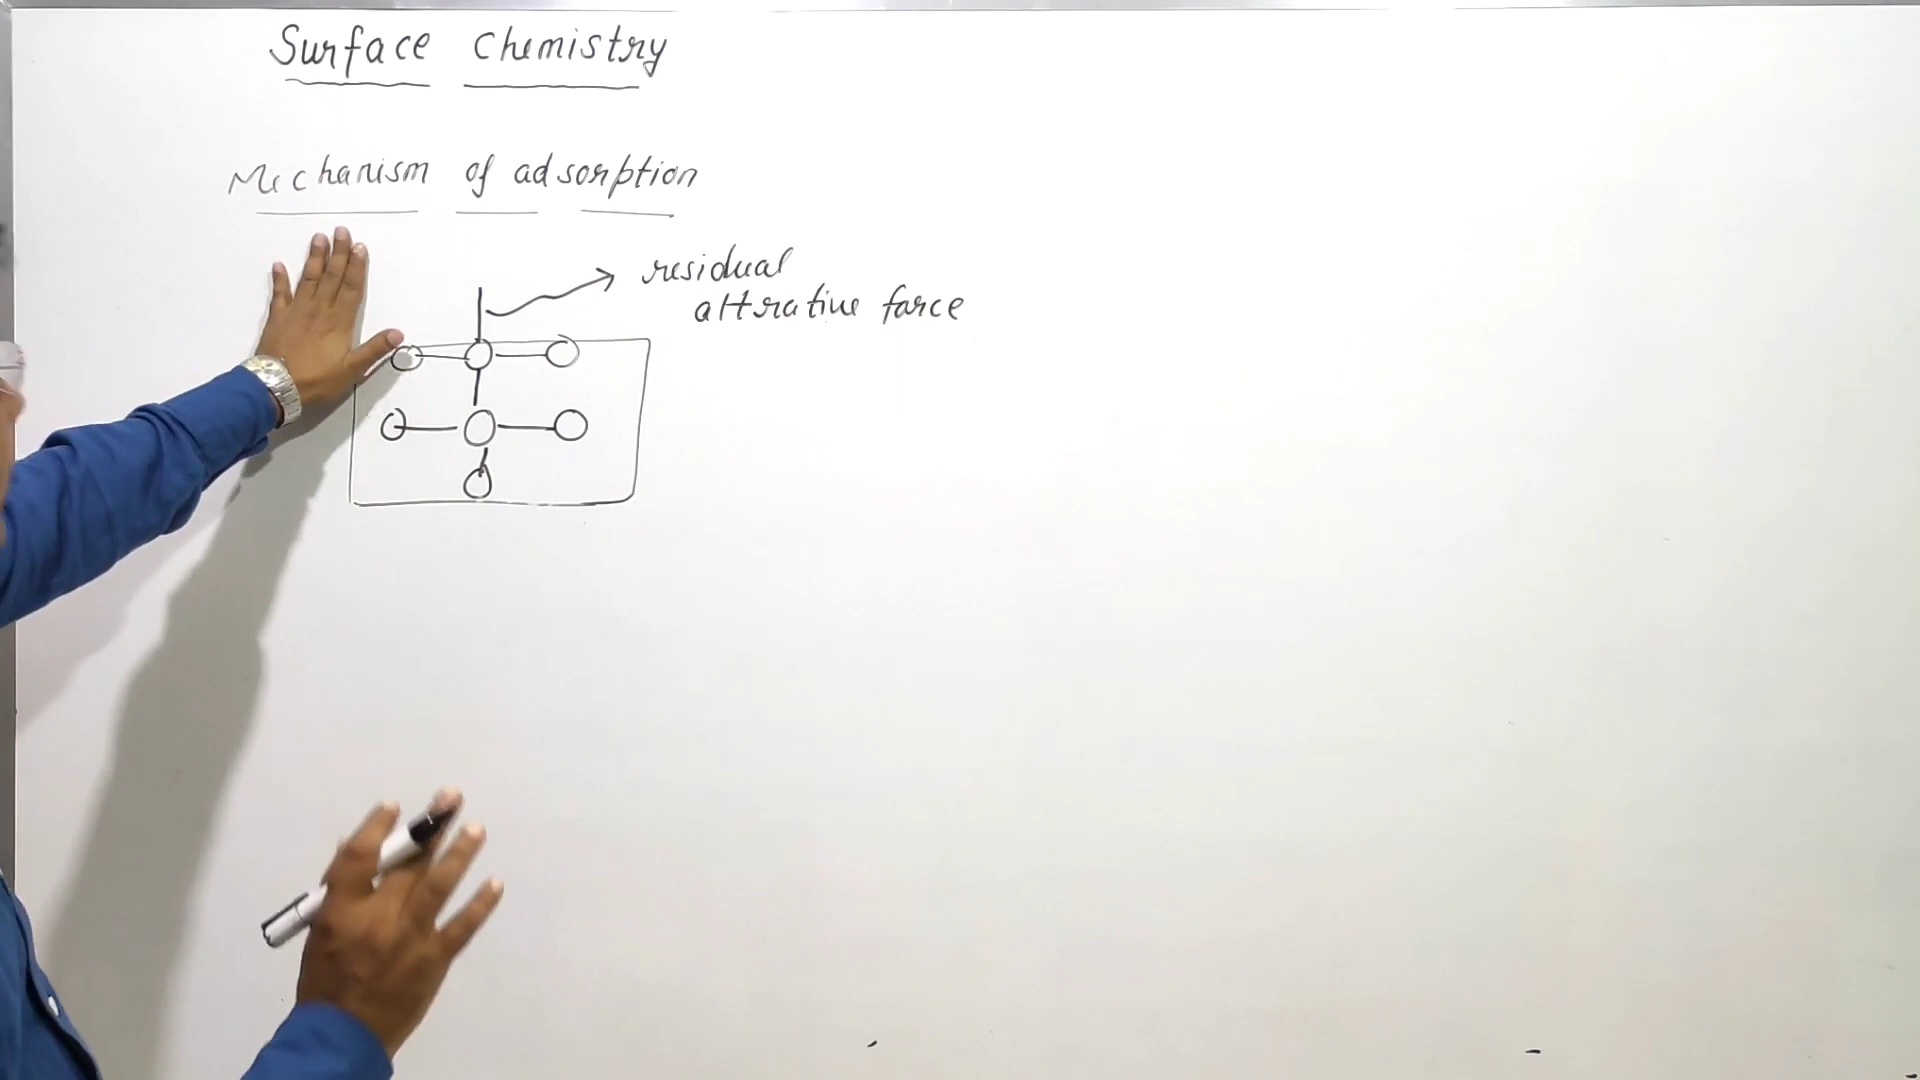 Surface Chemistry
Mechanism of adsorption
residual
attrative force